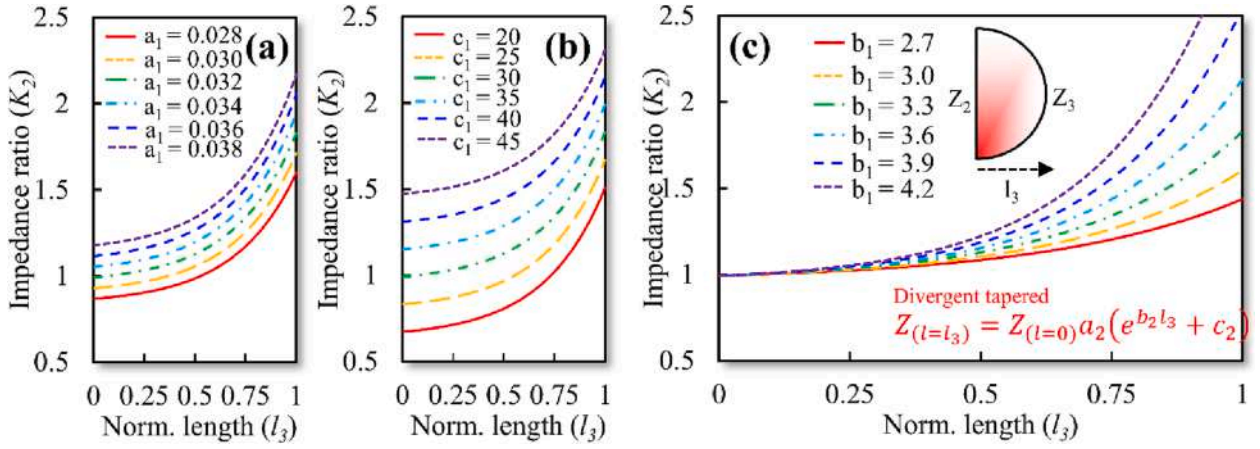 (a)
a₁ = 0.028
a₁ = 0.030
a₁ = 0.032
a₁ = 0.034
a₁ = 0.036
a₁ = 0.038
Impedance ratio (K₂)
2.5
2
1.5
1
0.5
0 0.25 0.5 0.75 1
Norm. length (l₃)
(b)
c₁ = 20
c₁ = 25
c₁ = 30
c₁ = 35
c₁ = 40
c₁ = 45
Impedance ratio (K₂)
2.5
2
1.5
1
0.5
0 0.25 0.5 0.75 1
Norm. length (l₃)
(c)
b₁ = 2.7
b₁ = 3.0
b₁ = 3.3
b₁ = 3.6
b₁ = 3.9
b₁ = 4.2
Z₂ Z₃
l₃
Divergent tapered
Z₍ₗ₌ₗ₃₎ = Z₍ₗ₌₀₎a₂(e^{b₂l₃} + c₂)
Impedance ratio (K₂)
2.5
2
1.5
1
0.5
0 0.25 0.5 0.75 1
Norm. length (l₃)